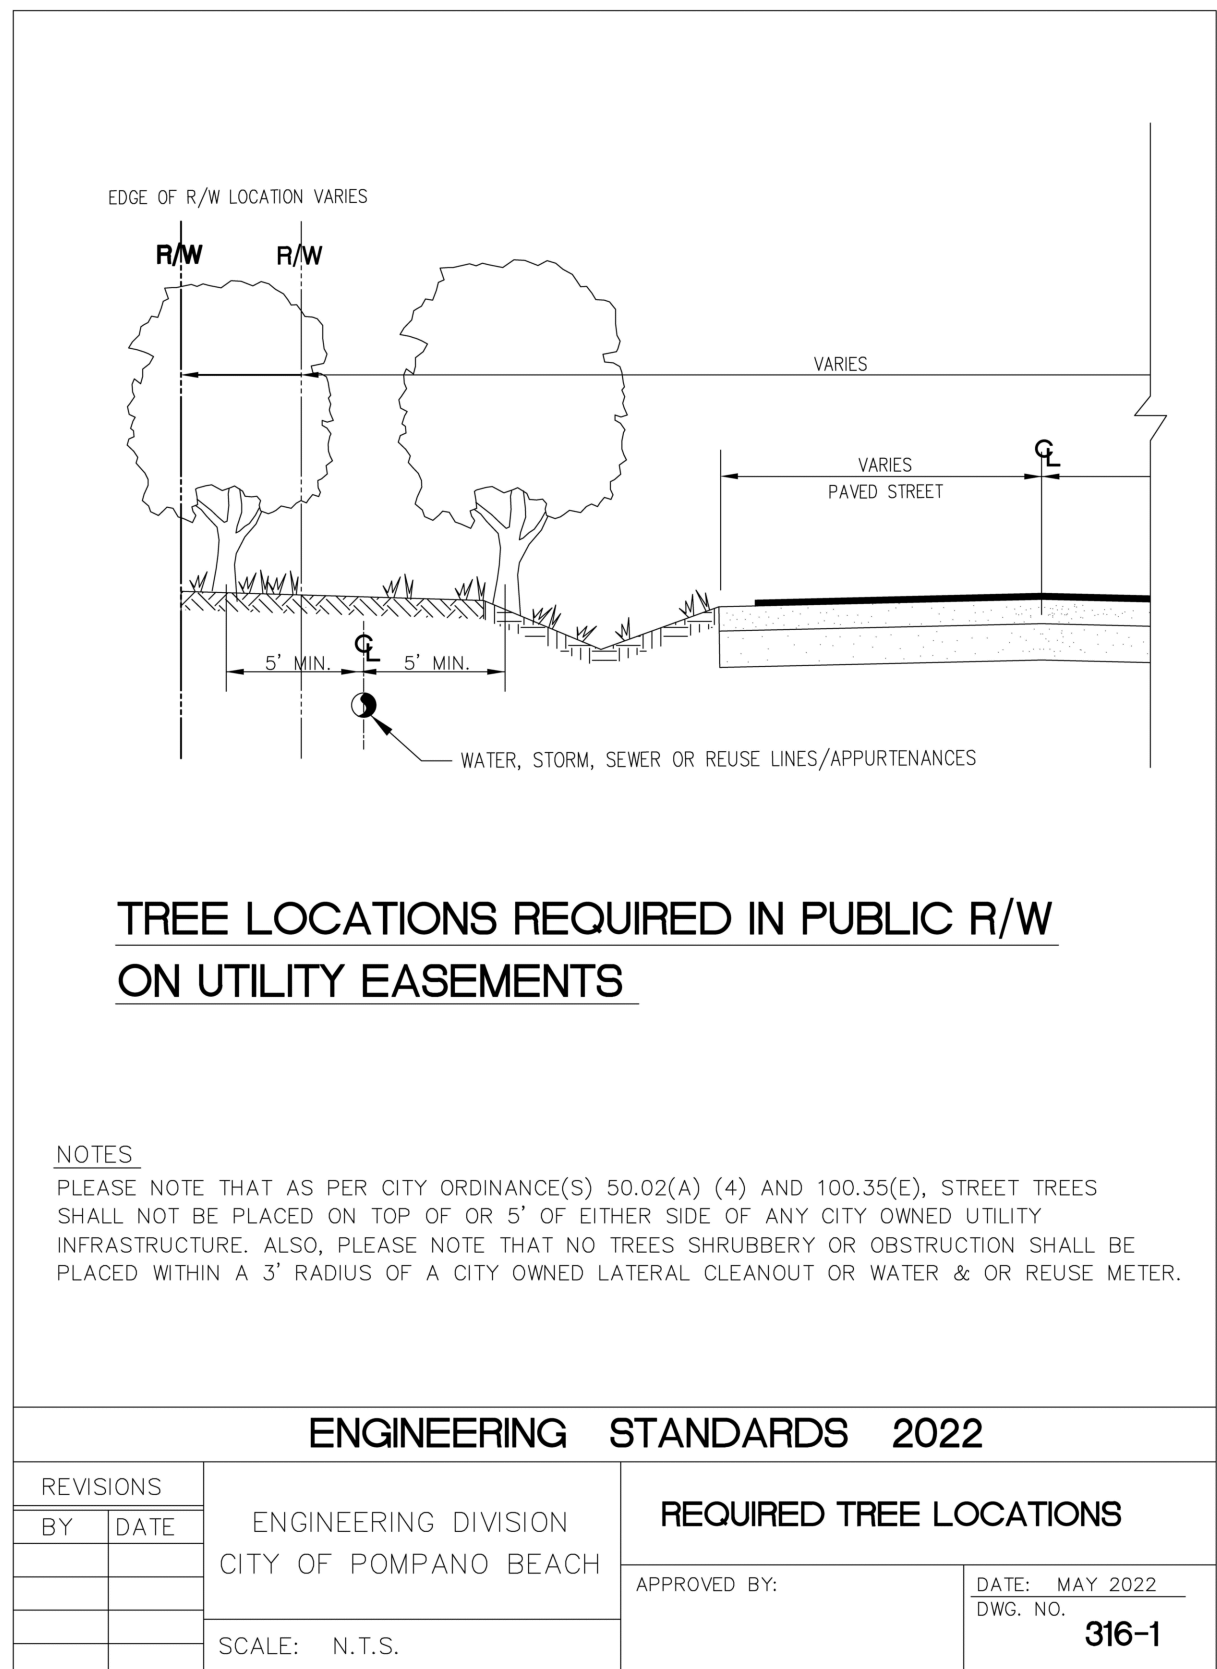 EDGE OF R/W LOCATION VARIES
R/W R/W
VARIES
CL
VARIES
PAVED STREET
CL
5' MIN. 5' MIN.
WATER, STORM, SEWER OR REUSE LINES/APPURTENANCES
TREE LOCATIONS REQUIRED IN PUBLIC R/W
ON UTILITY EASEMENTS
NOTES
PLEASE NOTE THAT AS PER CITY ORDINANCE(S) 50.02(A) (4) AND 100.35(E), STREET TREES
SHALL NOT BE PLACED ON TOP OF OR 5' OF EITHER SIDE OF ANY CITY OWNED UTILITY
INFRASTRUCTURE. ALSO, PLEASE NOTE THAT NO TREES SHRUBBERY OR OBSTRUCTION SHALL BE
PLACED WITHIN A 3' RADIUS OF A CITY OWNED LATERAL CLEANOUT OR WATER & OR REUSE METER.
ENGINEERING STANDARDS 2022
REVISIONS
BY DATE
ENGINEERING DIVISION
CITY OF POMPANO BEACH
SCALE: N.T.S.
REQUIRED TREE LOCATIONS
APPROVED BY:
DATE: MAY 2022
DWG. NO.
316-1